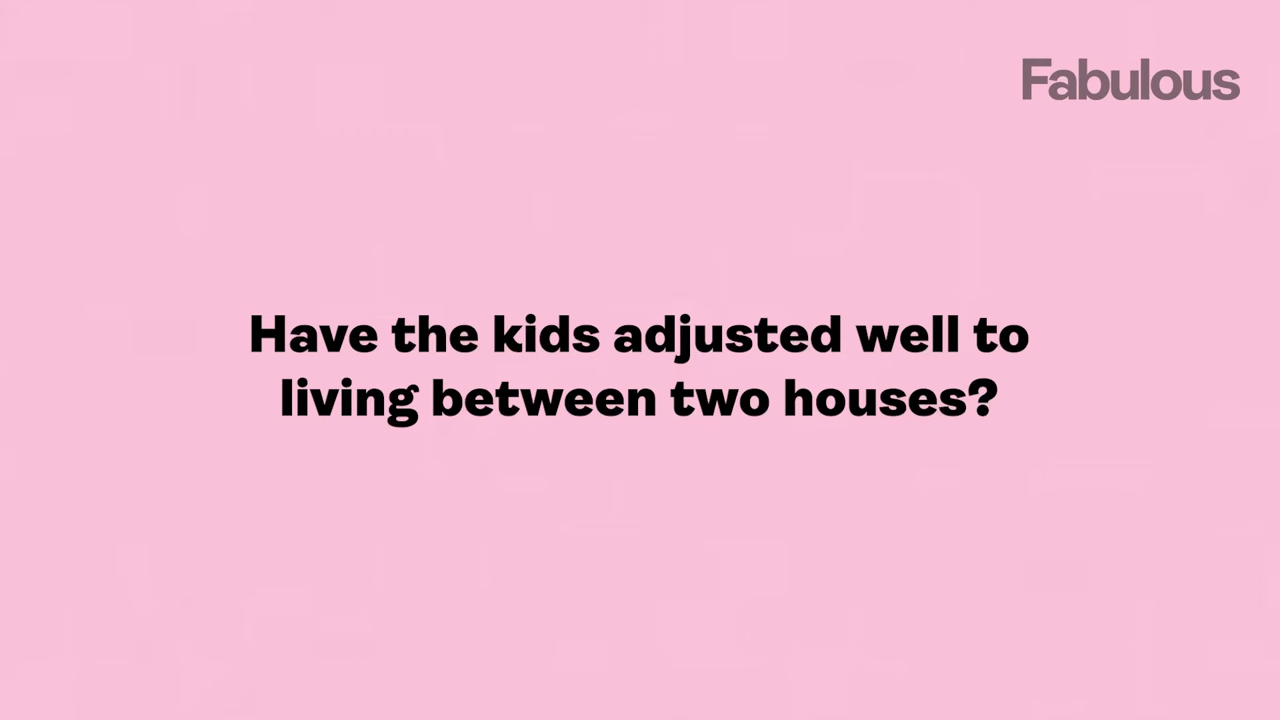 Fabulous
Have the kids adjusted well to
living between two houses?